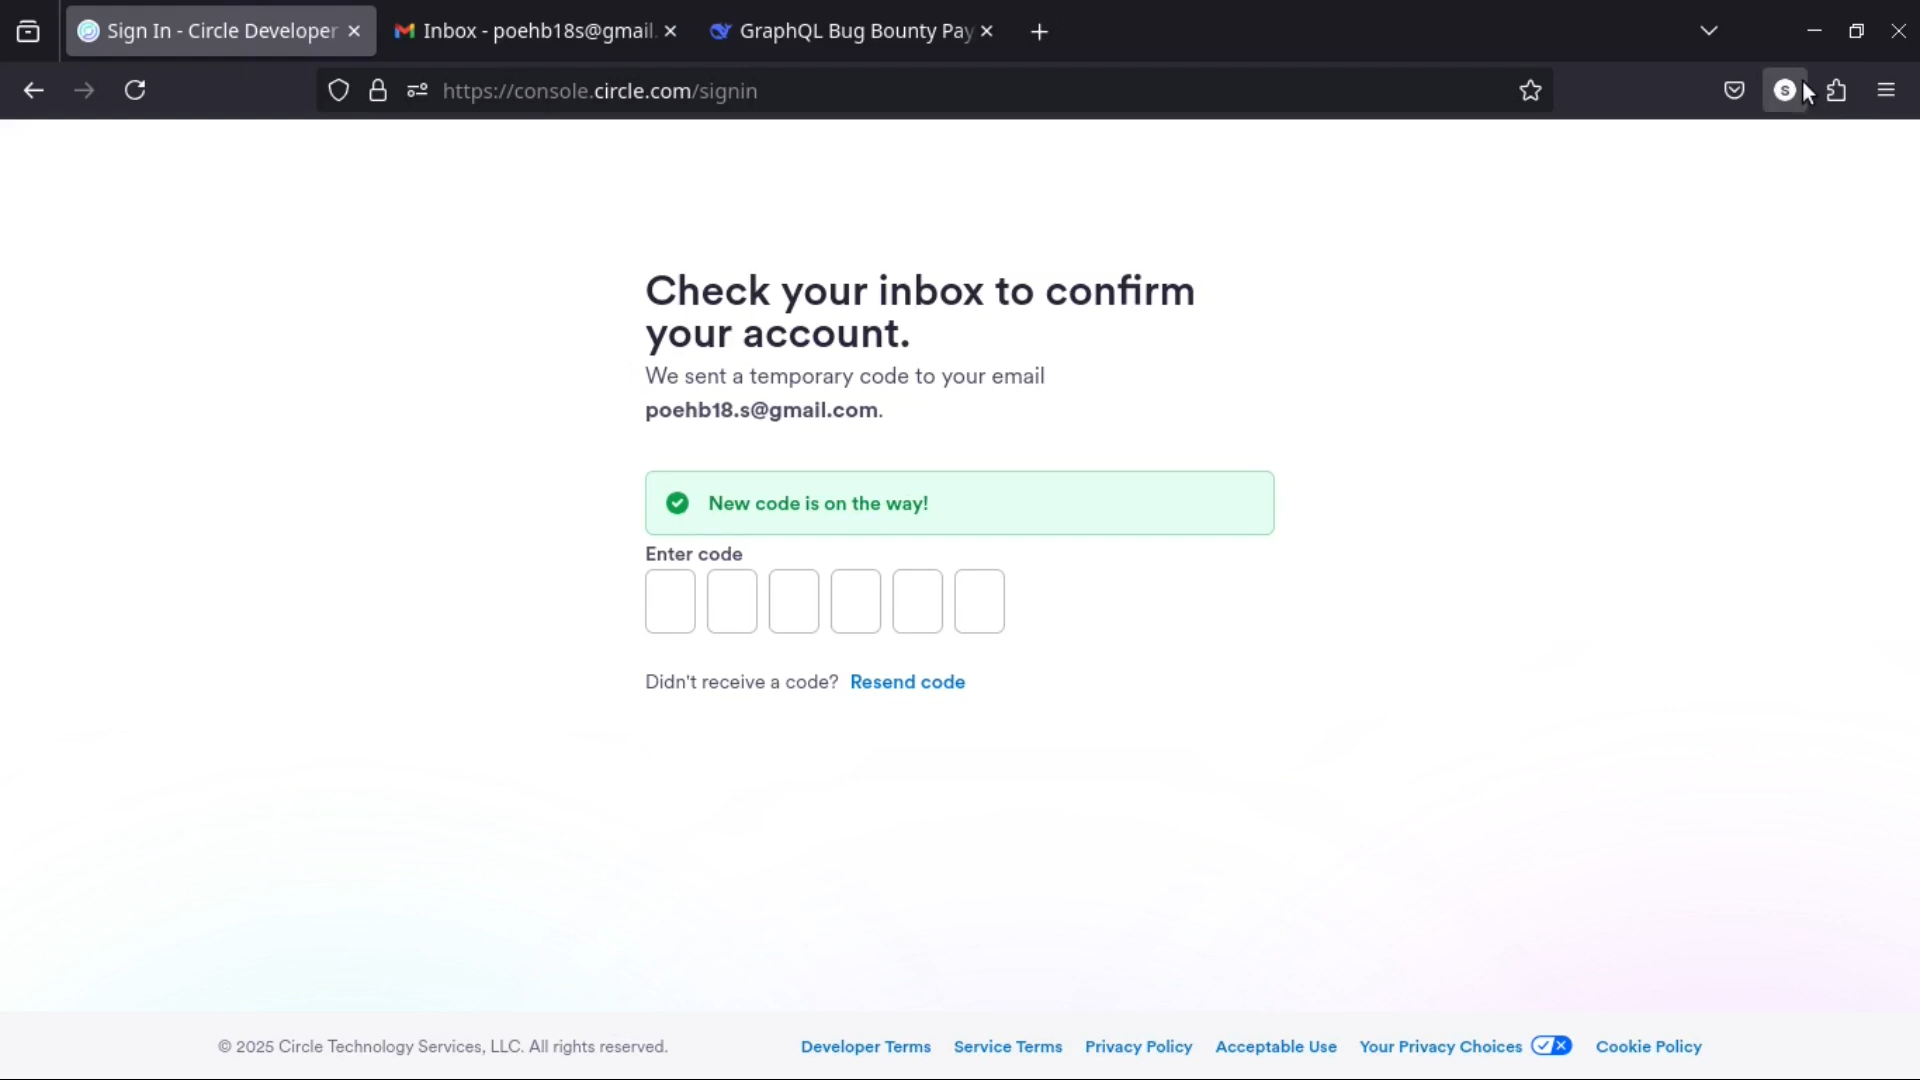 Sign In - Circle Developer
Inbox - poehb18s@gmail.
GraphQL Bug Bounty Pay
https://console.circle.com/signin
S
Check your inbox to confirm
your account.
We sent a temporary code to your email
poehb18.s@gmail.com.
New code is on the way!
Enter code
Didn't receive a code? Resend code
© 2025 Circle Technology Services, LLC. All rights reserved.
Developer Terms
Service Terms
Privacy Policy
Acceptable Use
Your Privacy Choices
Cookie Policy